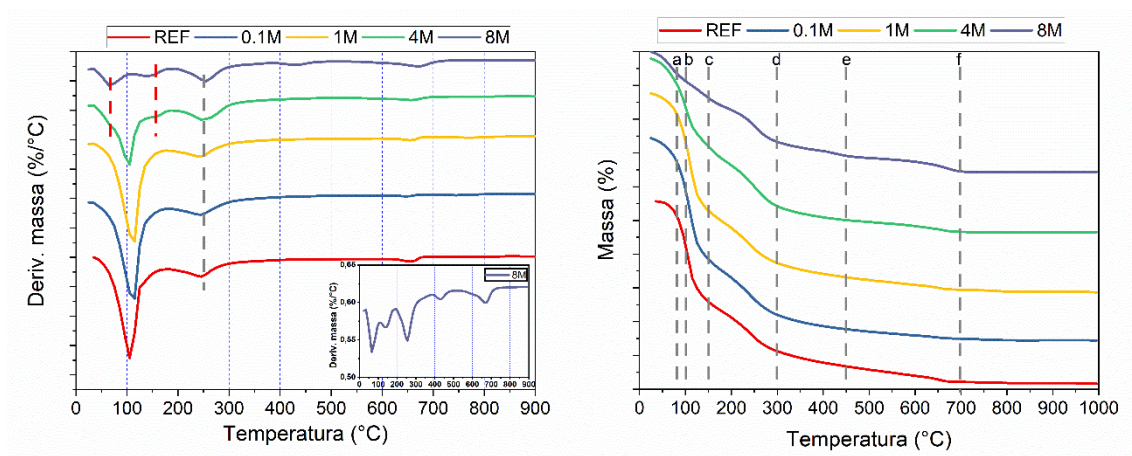 REF 0.1M 1M 4M 8M
Deriv. massa (%/°C)
8M
0,65
0,60
0,55
0,50
Deriv. massa (%/°C)
0 100 200 300 400 500 600 700 800 900
Temperatura (°C)
100 200 300 400 500 600 700 800 900
Temperatura (°C)
REF 0.1M 1M 4M 8M
a b c d e f
Massa (%)
0 100 200 300 400 500 600 700 800 900 1000
Temperatura (°C)